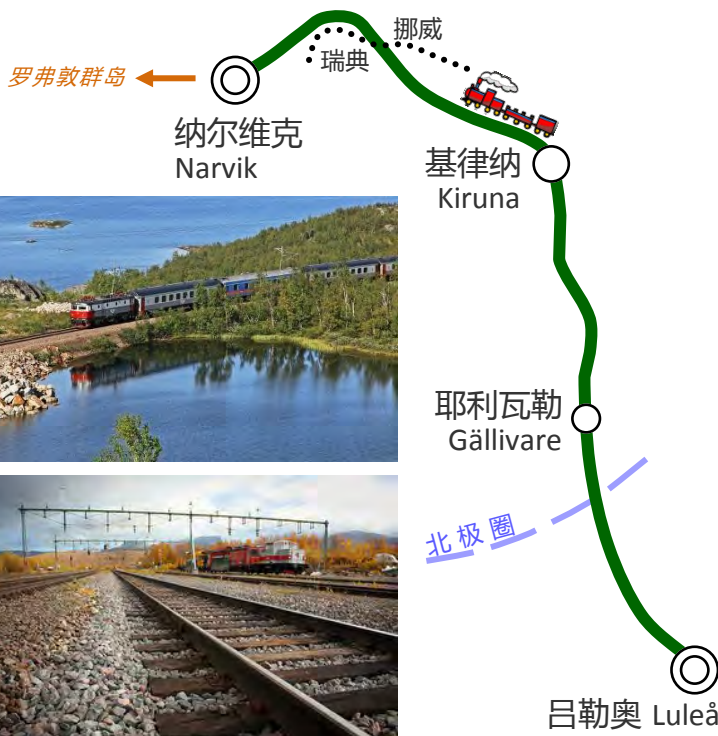 挪威
瑞典
罗弗敦群岛
纳尔维克
Narvik
基律纳
Kiruna
耶利瓦勒
Gällivare
北极圈
吕勒奥 Luleå